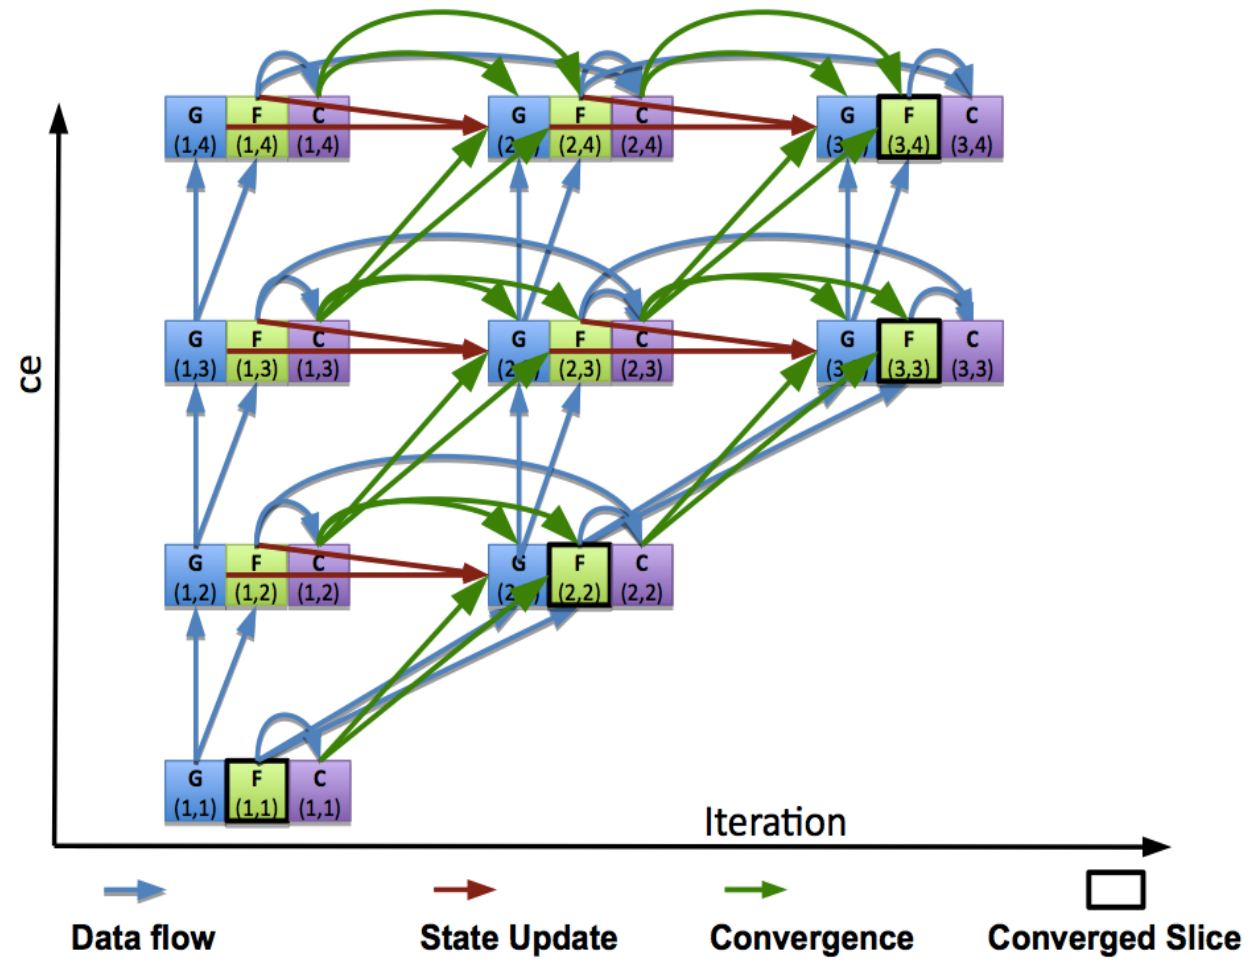 G F C G F C G F C
(1,4) (1,4) (1,4) (2,4) (2,4) (3,4) (3,4)
G F C G F C G F C
(1,3) (1,3) (1,3) (2,3) (2,3) (3,3) (3,3)
ce
G F C G F C
(1,2) (1,2) (1,2) (2,2) (2,2)
G F C
(1,1) (1,1) (1,1)
Iteration
Data flow State Update Convergence Converged Slice